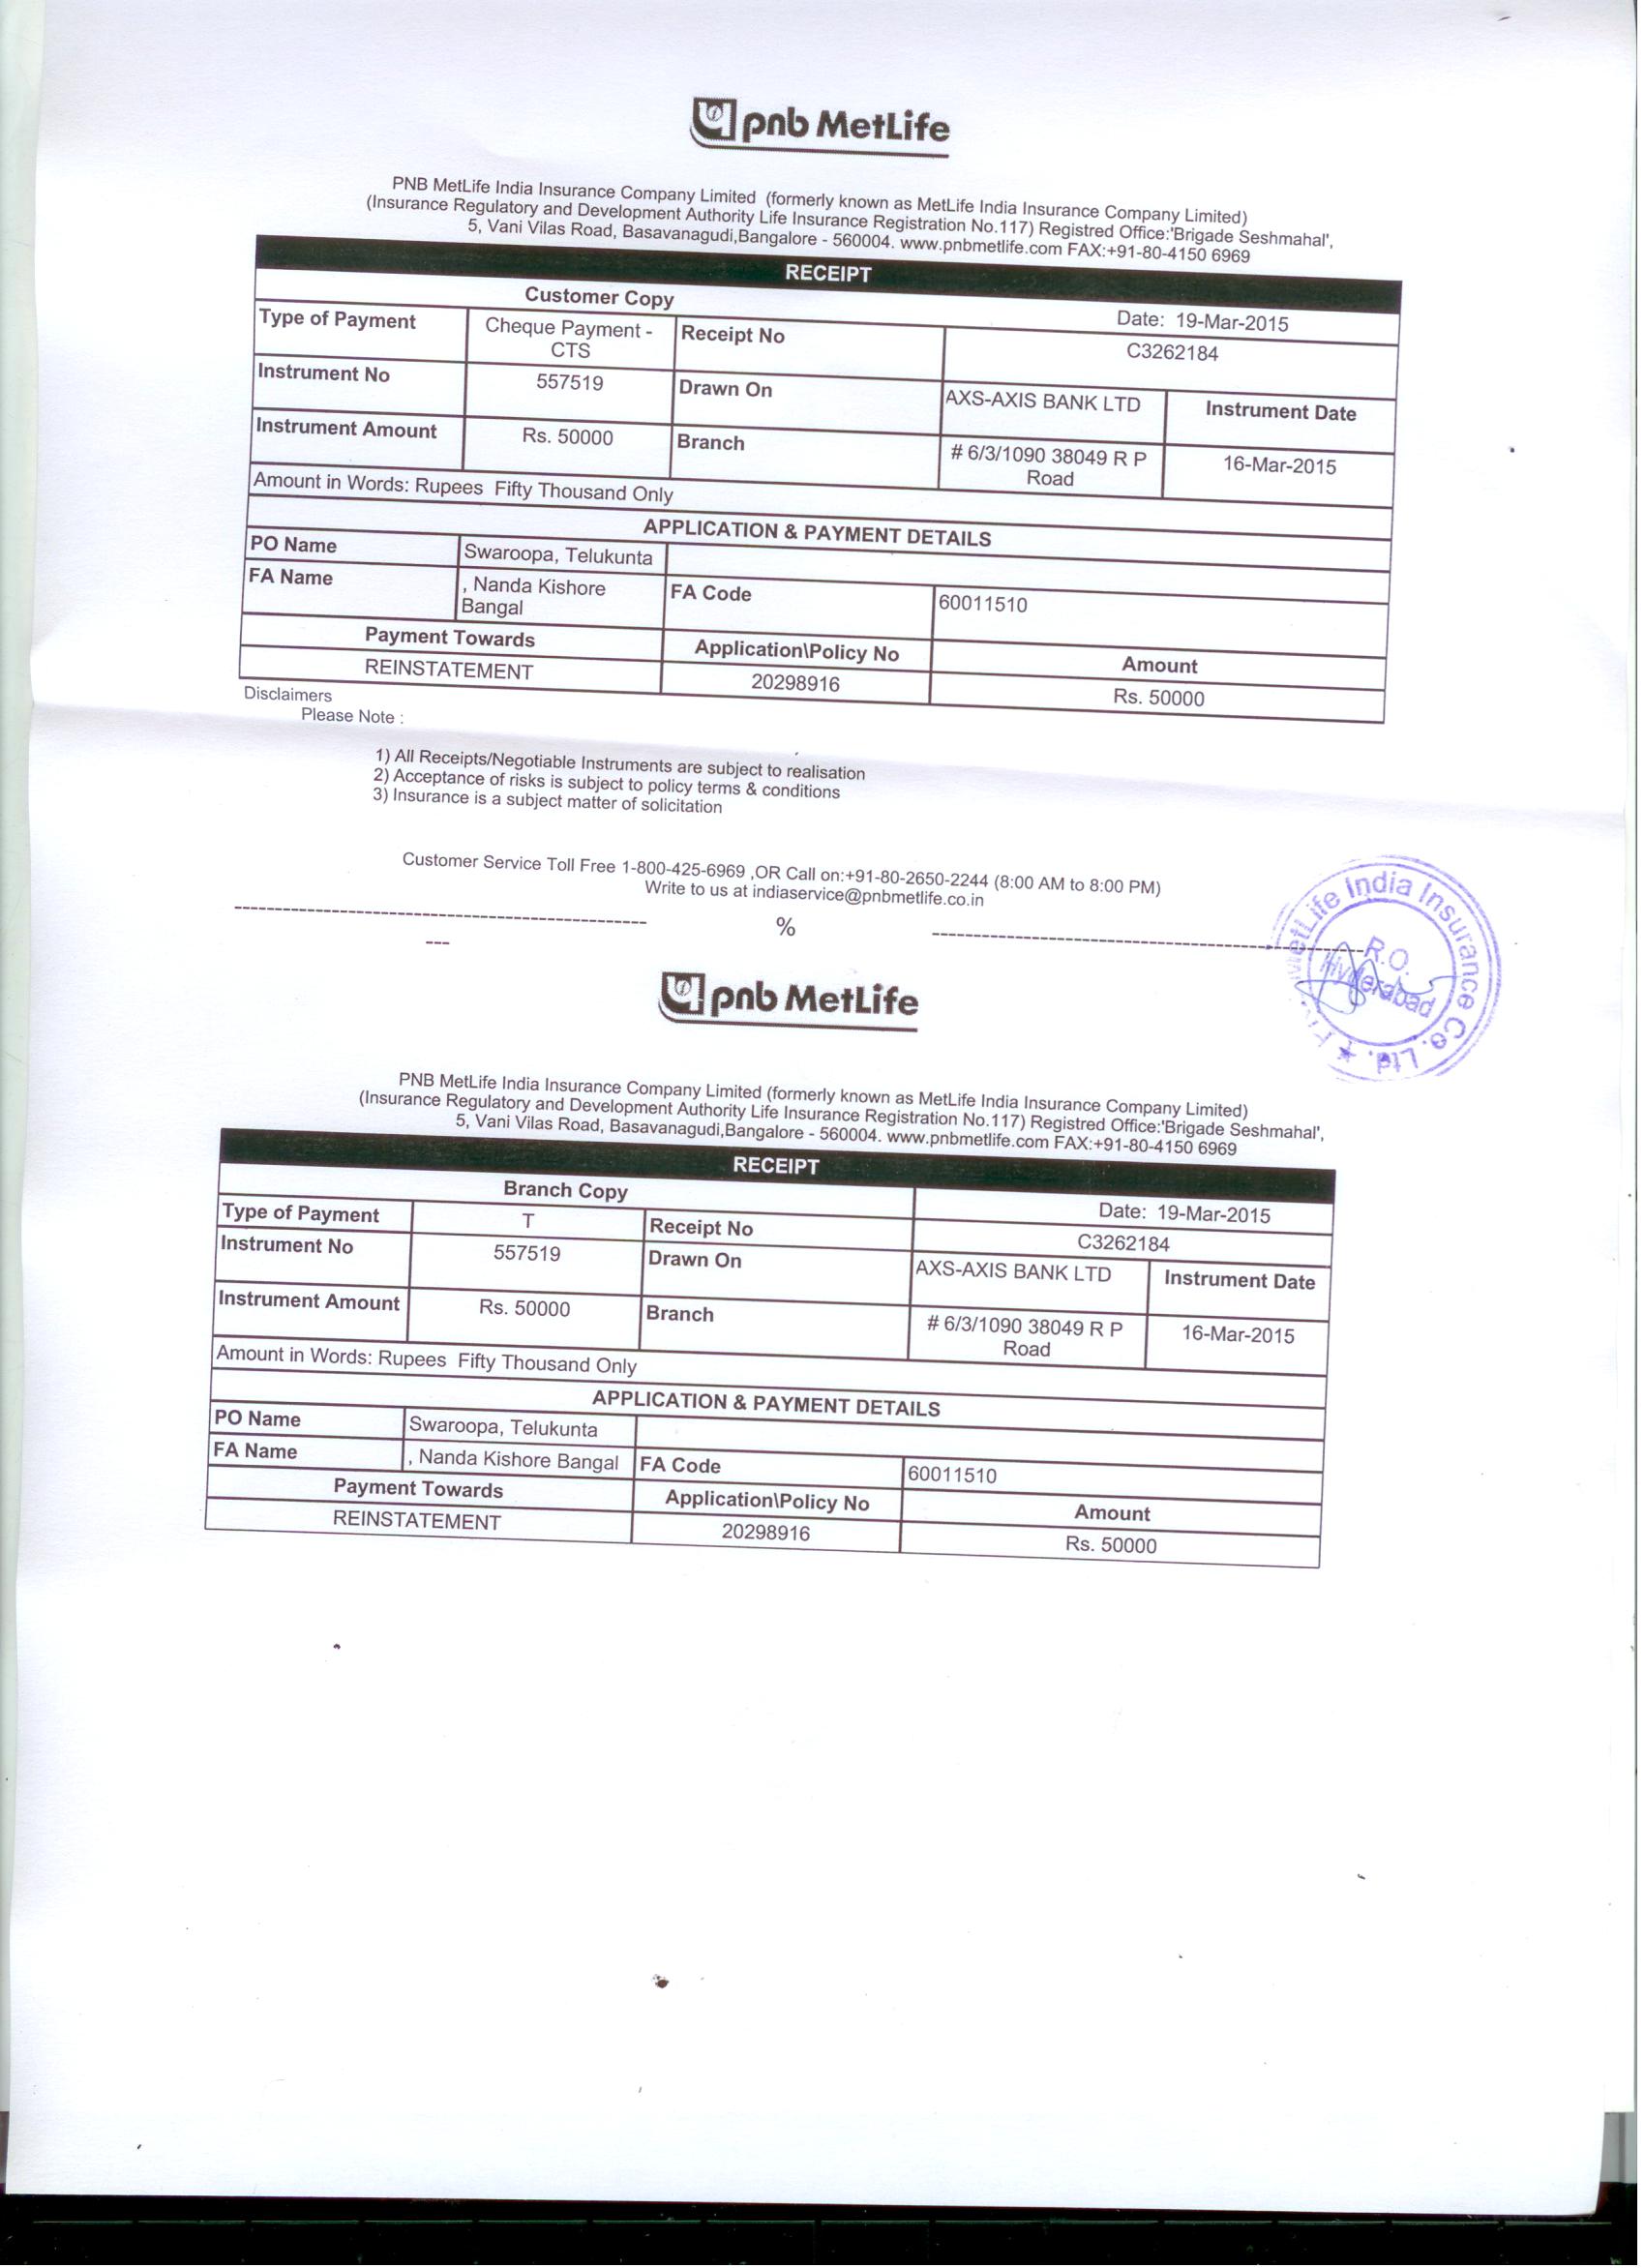 pnb MetLife
PNB MetLife India Insurance Company Limited (formerly known as MetLife India Insurance Company Limited)
(Insurance Regulatory and Development Authority Life Insurance Registration No.117) Registred Office:'Brigade Seshmahal',
5, Vani Vilas Road, Basavanagudi,Bangalore - 560004. www.pnbmetlife.com FAX:+91-80-4150 6969
RECEIPT
Customer Copy Date: 19-Mar-2015
Type of Payment Cheque Payment - CTS Receipt No C3262184
Instrument No 557519 Drawn On AXS-AXIS BANK LTD Instrument Date
Instrument Amount Rs. 50000 Branch # 6/3/1090 38049 R P Road 16-Mar-2015
Amount in Words: Rupees Fifty Thousand Only
APPLICATION & PAYMENT DETAILS
PO Name Swaroopa, Telukunta
FA Name , Nanda Kishore Bangal FA Code 60011510
Payment Towards Application\Policy No Amount
REINSTATEMENT 20298916 Rs. 50000
Disclaimers
Please Note :
1) All Receipts/Negotiable Instruments are subject to realisation
2) Acceptance of risks is subject to policy terms & conditions
3) Insurance is a subject matter of solicitation
Customer Service Toll Free 1-800-425-6969 ,OR Call on:+91-80-2650-2244 (8:00 AM to 8:00 PM)
Write to us at indiaservice@pnbmetlife.co.in
%
MetLife India Insurance Co. Ltd. ★
R.O.
Hyderabad
pnb MetLife
PNB MetLife India Insurance Company Limited (formerly known as MetLife India Insurance Company Limited)
(Insurance Regulatory and Development Authority Life Insurance Registration No.117) Registred Office:'Brigade Seshmahal',
5, Vani Vilas Road, Basavanagudi,Bangalore - 560004. www.pnbmetlife.com FAX:+91-80-4150 6969
RECEIPT
Branch Copy Date: 19-Mar-2015
Type of Payment T Receipt No C3262184
Instrument No 557519 Drawn On AXS-AXIS BANK LTD Instrument Date
Instrument Amount Rs. 50000 Branch # 6/3/1090 38049 R P Road 16-Mar-2015
Amount in Words: Rupees Fifty Thousand Only
APPLICATION & PAYMENT DETAILS
PO Name Swaroopa, Telukunta
FA Name , Nanda Kishore Bangal FA Code 60011510
Payment Towards Application\Policy No Amount
REINSTATEMENT 20298916 Rs. 50000